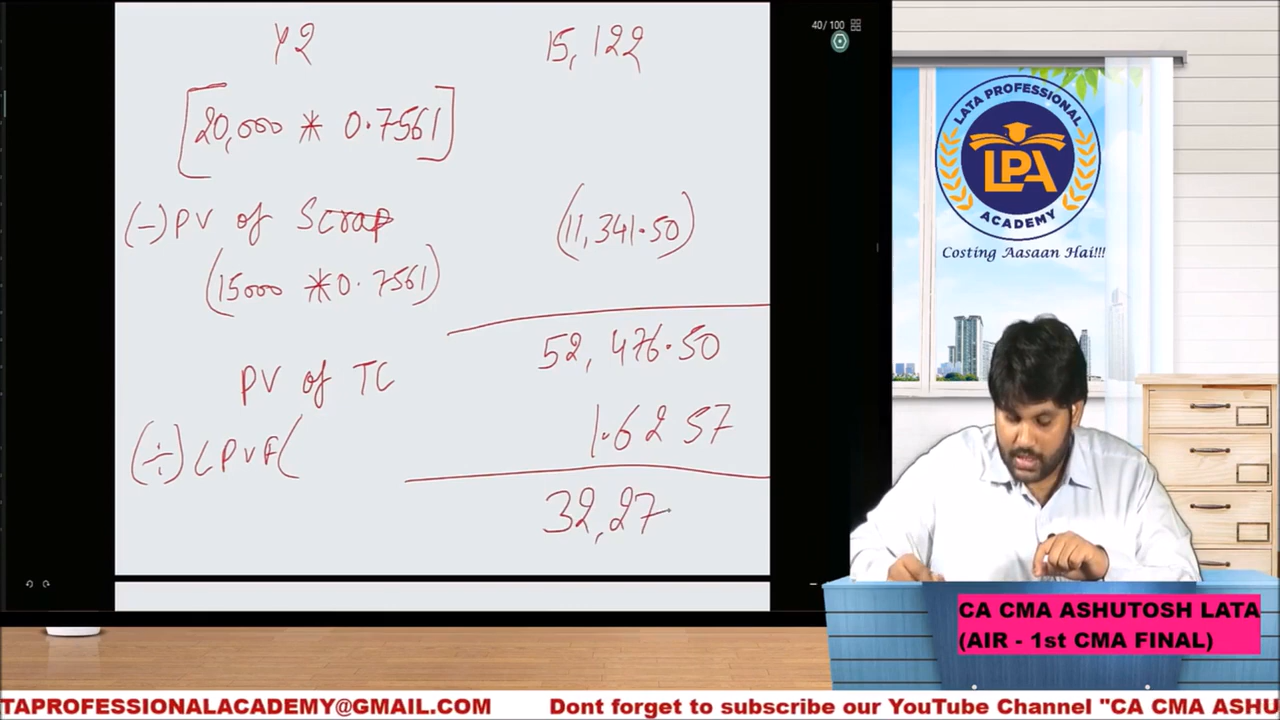 Y2 15,122
[20,000 * 0.7561]
(-) PV of Scrap (11,341.50)
(15000 * 0.7561)
52,476.50
PV of TC
(÷) CPVF( 1.6257
32,27
40/100
LATA PROFESSIONAL
LPA
ACADEMY
Costing Aasaan Hai!!!
CA CMA ASHUTOSH LATA
(AIR - 1st CMA FINAL)
TAPROFESSIONALACADEMY@GMAIL.COM Dont forget to subscribe our YouTube Channel "CA CMA ASHU